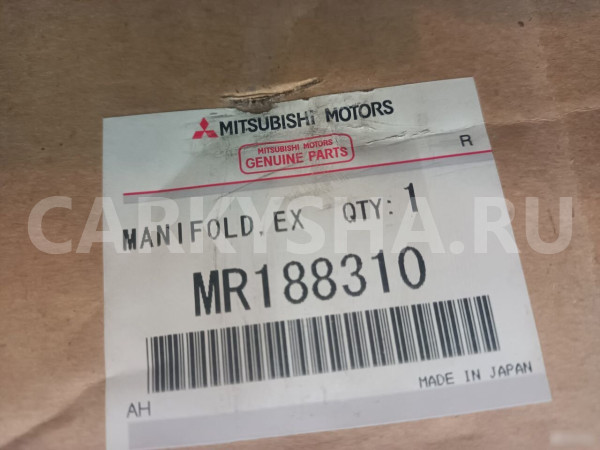 MITSUBISHI MOTORS
MITSUBISHI MOTORS
GENUINE PARTS
R
MANIFOLD,EX QTY:1
CARKYSHA.RU
MR188310
MADE IN JAPAN
AH